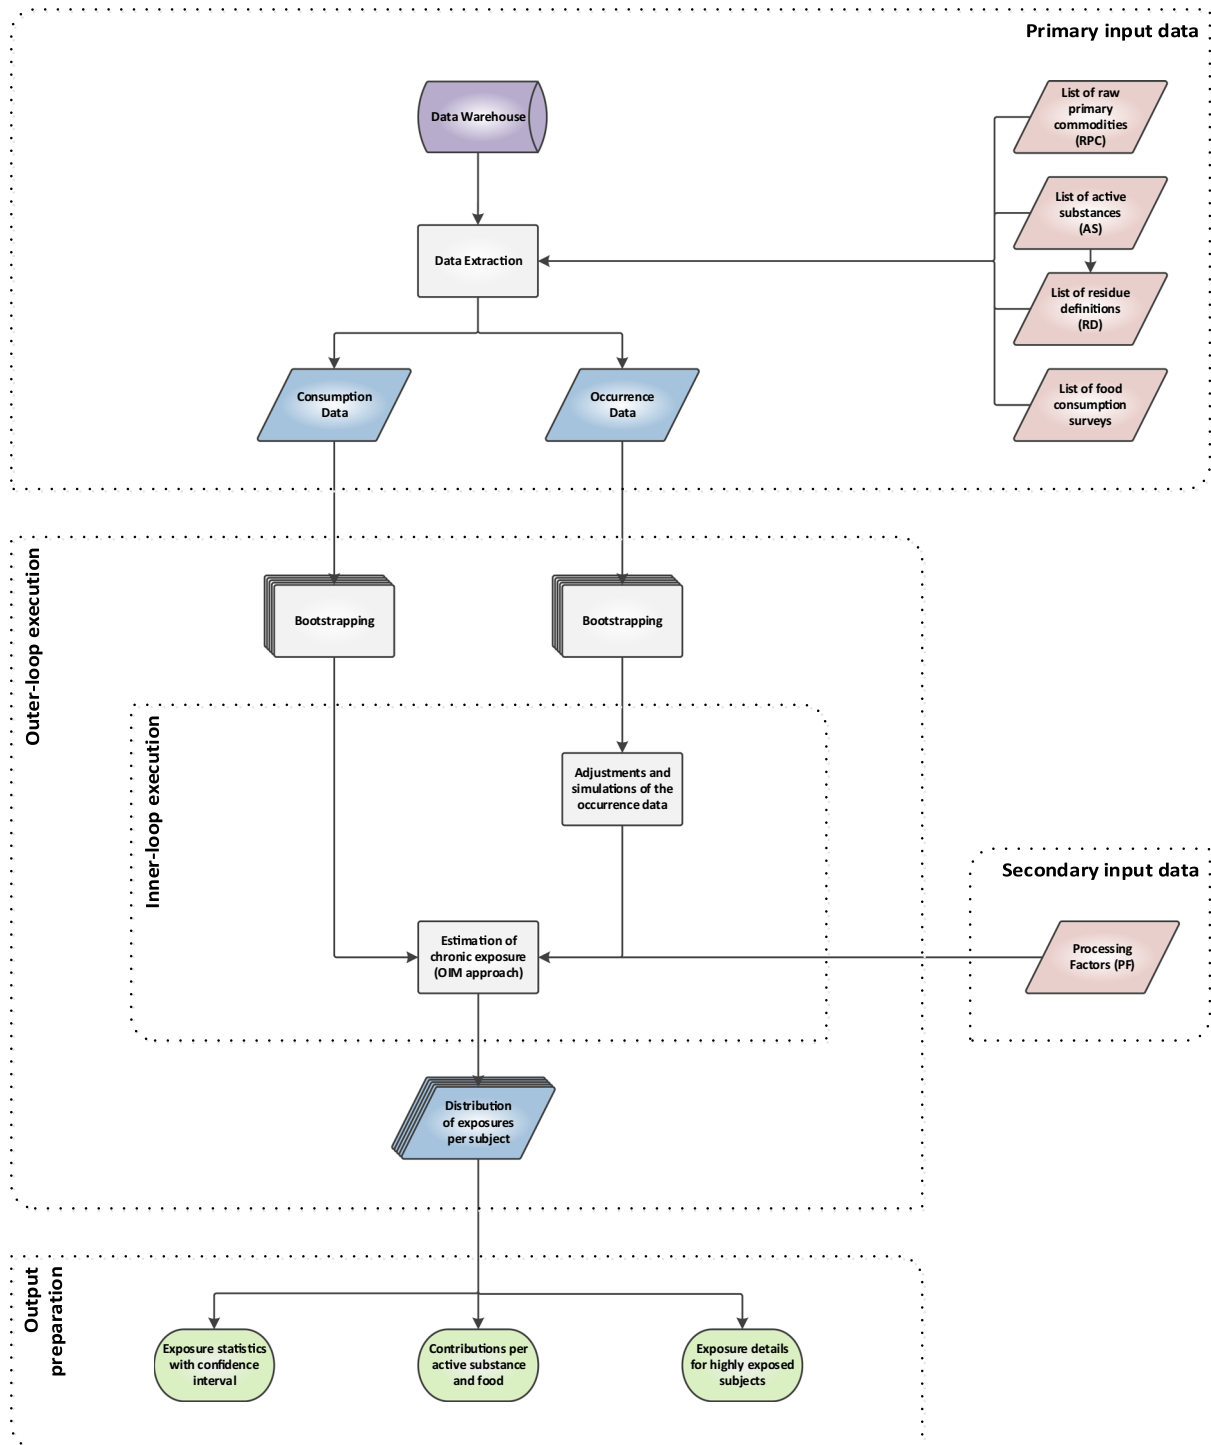 Primary input data
Data Warehouse
List of raw
primary
commodities
(RPC)
List of active
substances
(AS)
Data Extraction
List of residue
definitions
(RD)
Consumption
Data
Occurrence
Data
List of food
consumption
surveys
Outer-loop execution
Bootstrapping
Bootstrapping
Inner-loop execution
Adjustments and
simulations of the
occurrence data
Secondary input data
Estimation of
chronic exposure
(OIM approach)
Processing
Factors (PF)
Distribution
of exposures
per subject
Output
preparation
Exposure statistics
with confidence
interval
Contributions per
active substance
and food
Exposure details
for highly exposed
subjects